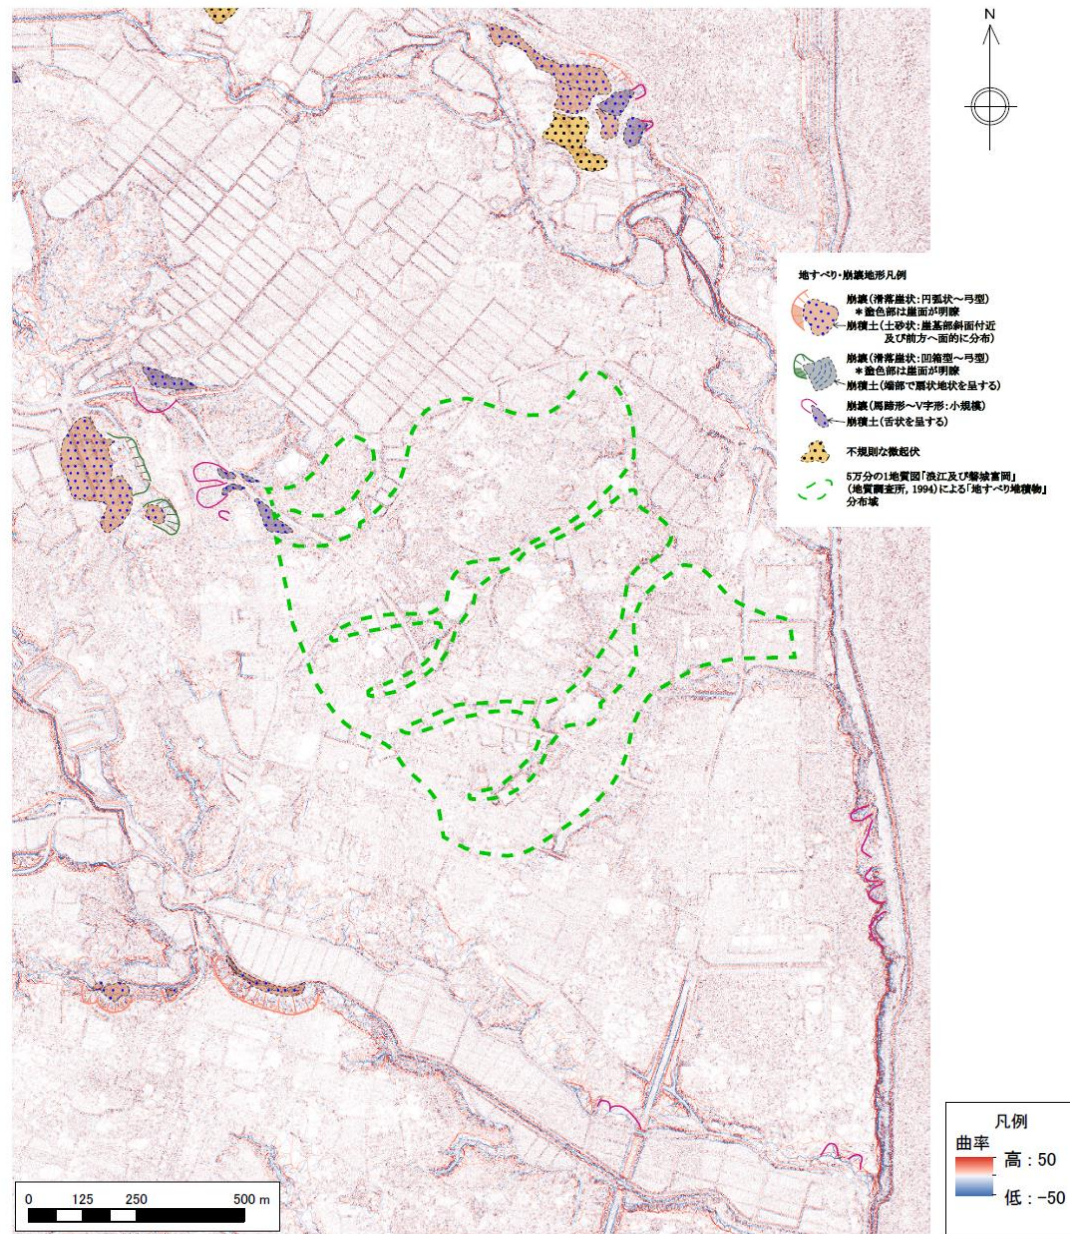 N
地すべり・崩壊地形凡例
崩壊(滑落崖状:円弧状～弓型)
＊塗色部は崖面が明瞭
崩積土(土砂状:崖基部斜面付近
及び前方へ面的に分布)
崩壊(滑落崖状:凹箱型～弓型)
＊塗色部は崖面が明瞭
崩積土(端部で扇状地状を呈する)
崩壊(馬蹄形～V字形:小規模)
崩積土(舌状を呈する)
不規則な微起伏
5万分の1地質図「浪江及び磐城富岡」
(地質調査所, 1994)による「地すべり堆積物」
分布域
凡例
曲率
高 : 50
低 : -50
0 125 250 500 m